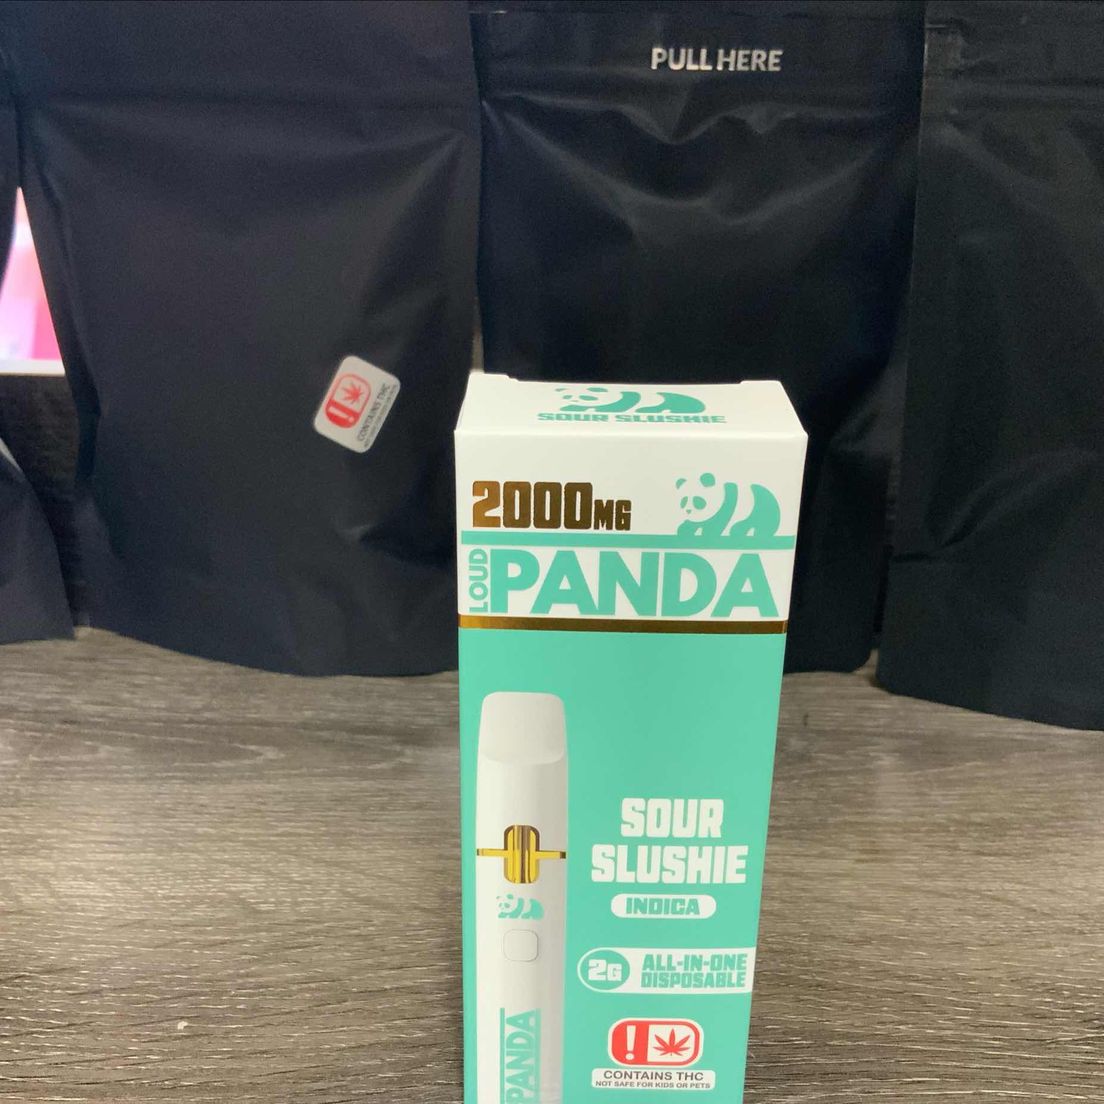 PULL HERE
CONTAINS THC
SOUR SLUSHIE
2000MG
LOUD
PANDA
SOUR
SLUSHIE
INDICA
2G
ALL-IN-ONE
DISPOSABLE
PANDA
!
CONTAINS THC
NOT SAFE FOR KIDS OR PETS